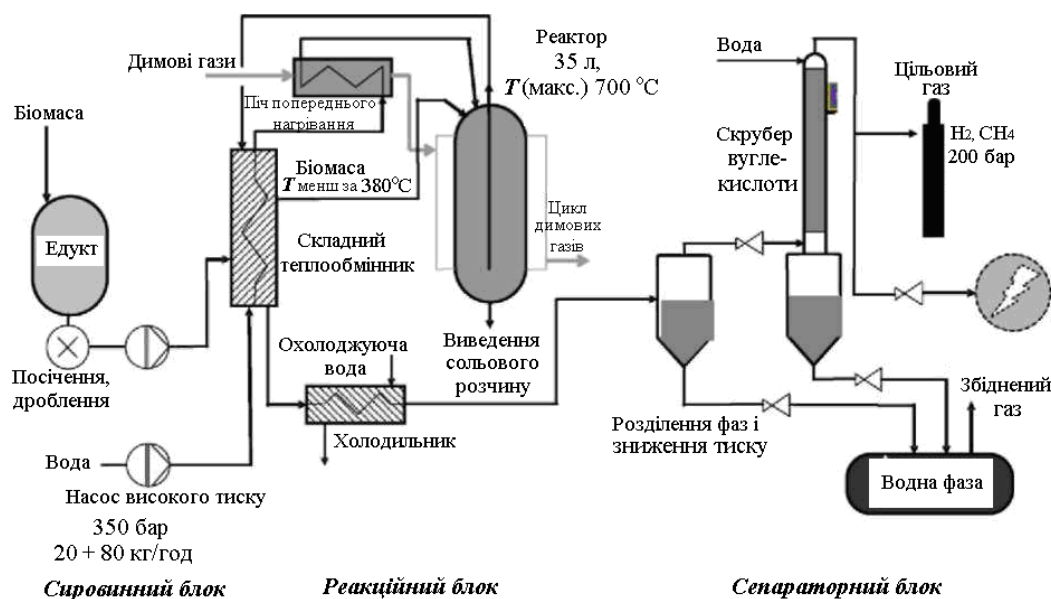 Димові гази
Реактор
35 л,
T (макс.) 700 °C
Вода
Цільовий
газ
H2, CH4
200 бар
Біомаса
Піч попереднього
нагрівання
Біомаса
T менш за 380°C
Скрубер
вугле-
кислоти
Едукт
Складний
теплообмінник
Цикл
димових
газів
Посічення,
дроблення
Охолоджуюча
вода
Виведення
сольового
розчину
Холодильник
Розділення фаз і
зниження тиску
Збіднений
газ
Вода
Водна фаза
Насос високого тиску
350 бар
20 + 80 кг/год
Сировинний блок
Реакційний блок
Сепараторний блок